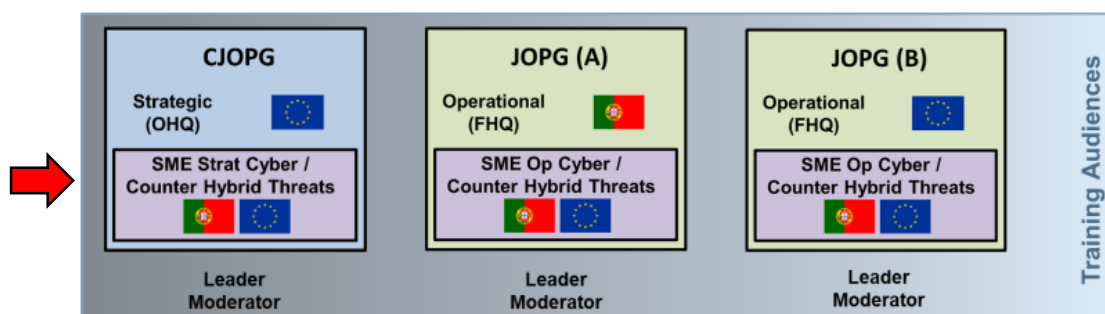 CJOPG
Strategic
(OHQ)
SME Strat Cyber /
Counter Hybrid Threats
Leader
Moderator
JOPG (A)
Operational
(FHQ)
SME Op Cyber /
Counter Hybrid Threats
Leader
Moderator
JOPG (B)
Operational
(FHQ)
SME Op Cyber /
Counter Hybrid Threats
Leader
Moderator
Training Audiences